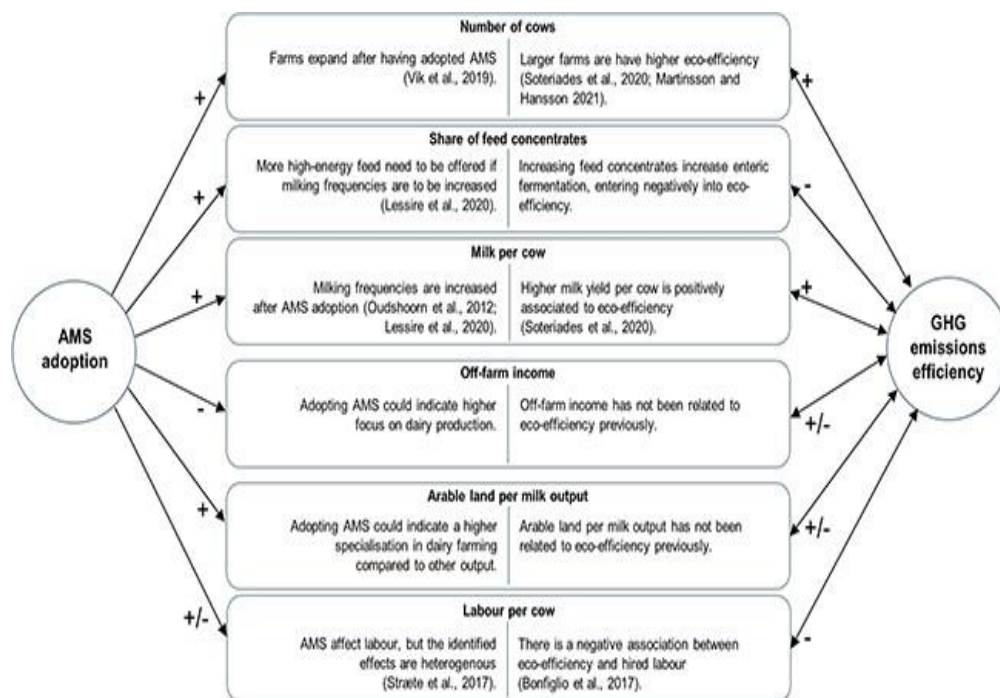 Number of cows
Farms expand after having adopted AMS
(Vik et al., 2019).
Larger farms are have higher eco-efficiency
(Soteriades et al., 2020; Martinsson and
Hansson 2021).
+
+
Share of feed concentrates
More high-energy feed need to be offered if
milking frequencies are to be increased
(Lessire et al., 2020).
Increasing feed concentrates increase enteric
fermentation, entering negatively into eco-
efficiency.
+
-
Milk per cow
Milking frequencies are increased
after AMS adoption (Oudshoorn et al., 2012;
Lessire et al., 2020).
Higher milk yield per cow is positively
associated to eco-efficiency
(Soteriades et al., 2020).
+
+
AMS
adoption
GHG
emissions
efficiency
Off-farm income
Adopting AMS could indicate higher
focus on dairy production.
Off-farm income has not been related to
eco-efficiency previously.
-
+/-
Arable land per milk output
Adopting AMS could indicate a higher
specialisation in dairy farming
compared to other output.
Arable land per milk output has not been
related to eco-efficiency previously.
+
+/-
Labour per cow
AMS affect labour, but the identified
effects are heterogenous
(Stræte et al., 2017).
There is a negative association between
eco-efficiency and hired labour
(Bonfiglio et al., 2017).
+/-
-